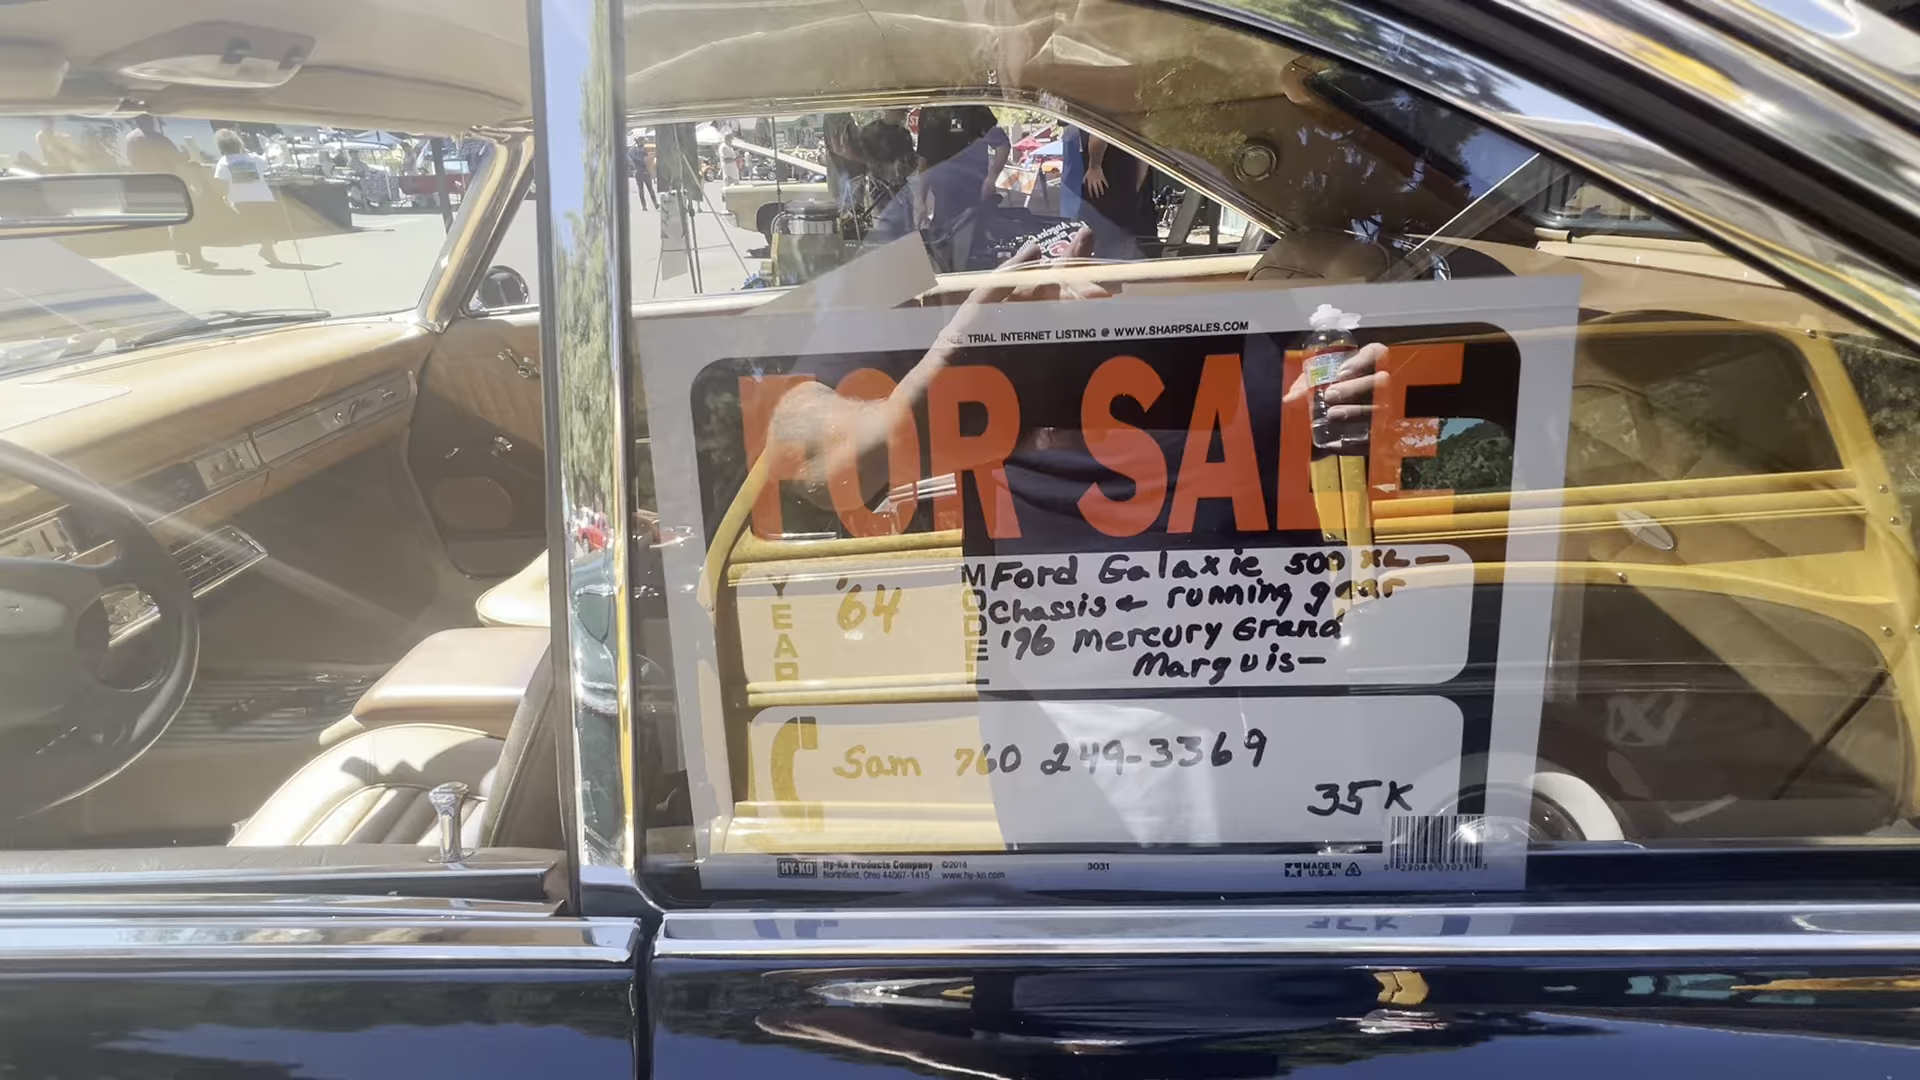 TRIAL INTERNET LISTING @ WWW.SHARPSALES.COM
FOR SALE
YEAR '64 MODEL Ford Galaxie 500 XL—
Chassis & running gear
'96 Mercury Grand
Marquis—
Sam 760 249-3369
35K
HY-KO Hy-Ko Products Company ©2016 3031 MADE IN
Northfield, Ohio 44067-1415 www.hy-ko.com U.S.A.